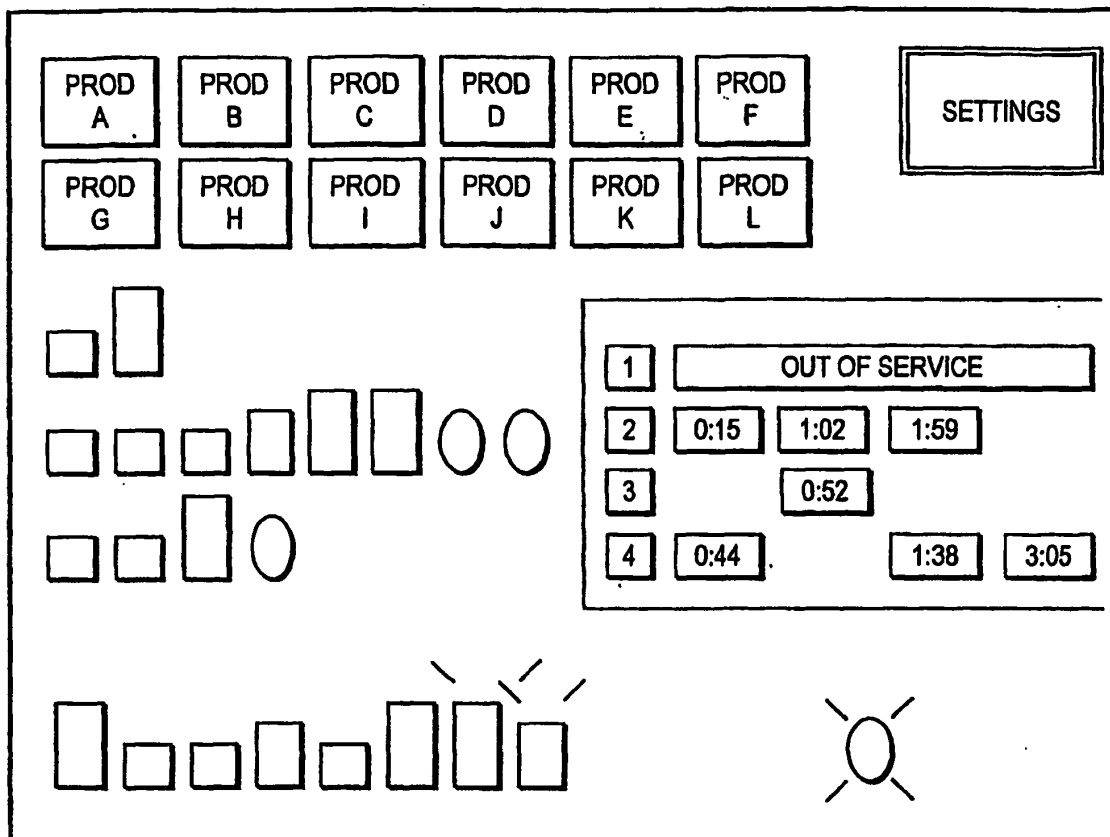 PROD A
PROD B
PROD C
PROD D
PROD E
PROD F
SETTINGS
PROD G
PROD H
PROD I
PROD J
PROD K
PROD L
1 OUT OF SERVICE
2 0:15 1:02 1:59
3 0:52
4 0:44 1:38 3:05